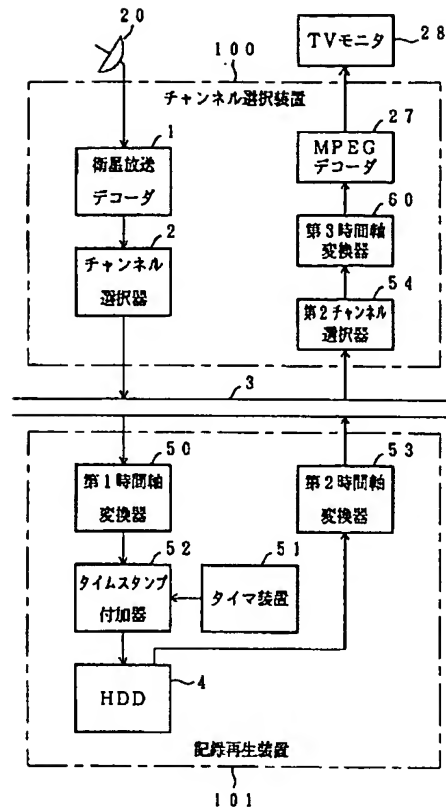 20
TVモニタ
28
100
チャンネル選択装置
1
衛星放送
デコーダ
27
MPEG
デコーダ
2
チャンネル
選択器
60
第3時間軸
変換器
54
第2チャンネル
選択器
3
50
第1時間軸
変換器
53
第2時間軸
変換器
52
タイムスタンプ
付加器
51
タイマ装置
HDD
4
記録再生装置
101